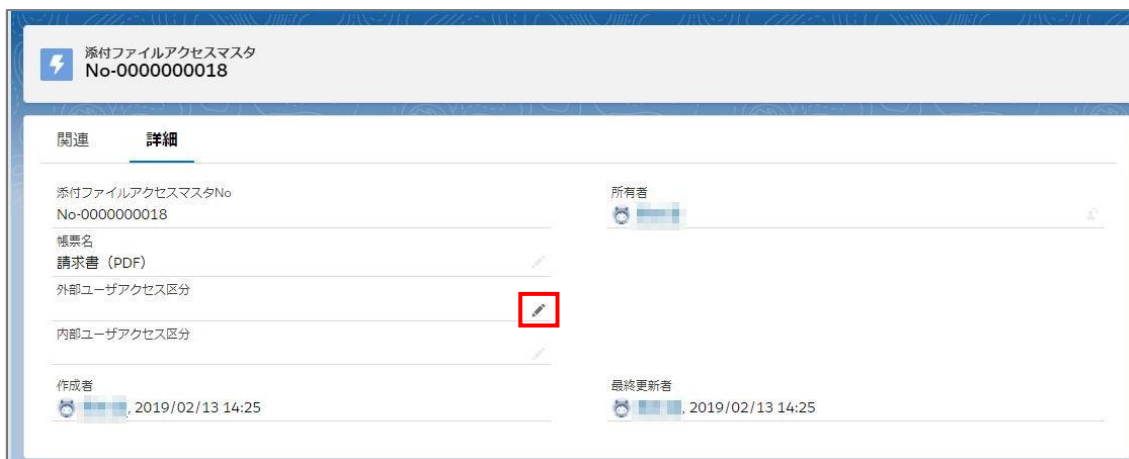 添付ファイルアクセスマスタ
No-0000000018
関連 詳細
添付ファイルアクセスマスタNo
No-0000000018
所有者
帳票名
請求書（PDF）
外部ユーザアクセス区分
内部ユーザアクセス区分
作成者
, 2019/02/13 14:25
最終更新者
, 2019/02/13 14:25